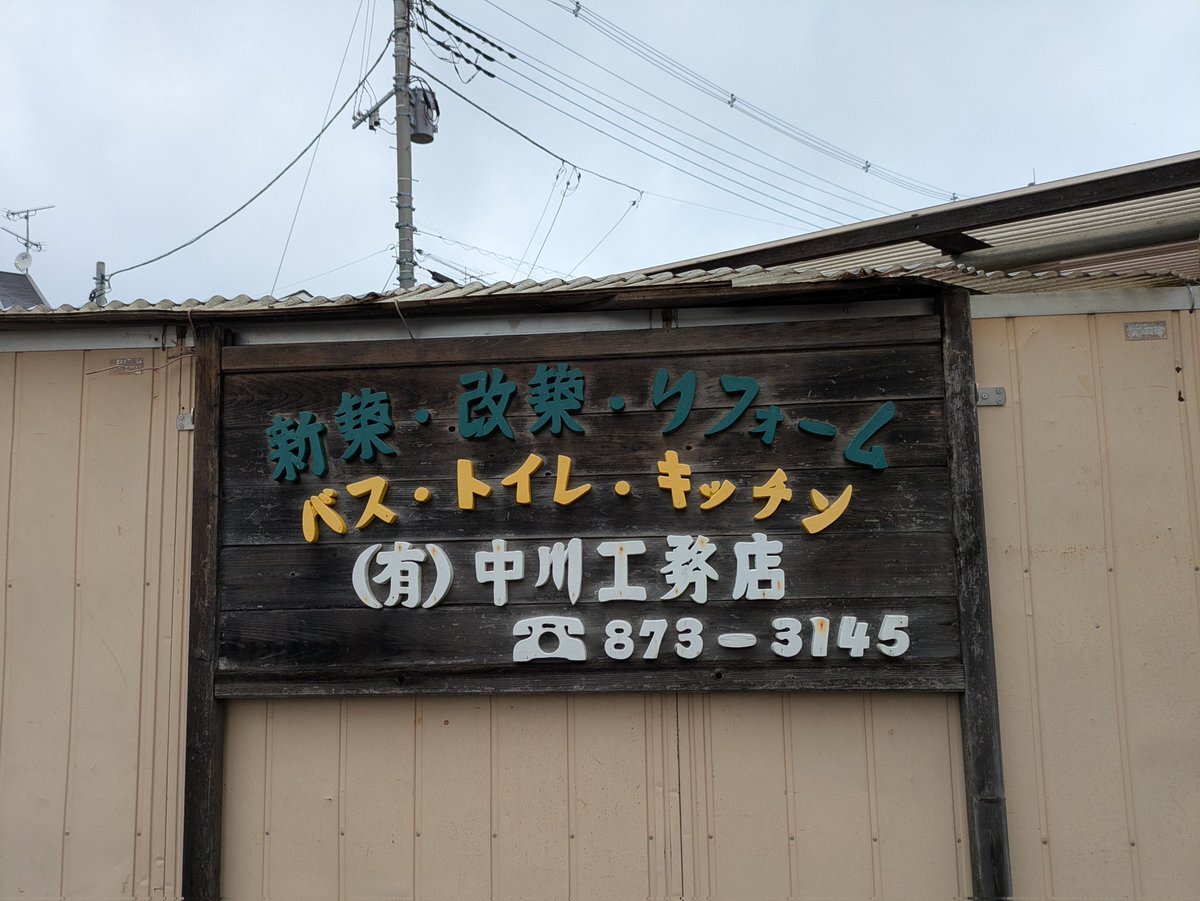 新築・改築・リフォーム
バス・トイレ・キッチン
(有)中川工務店
☎873-3145